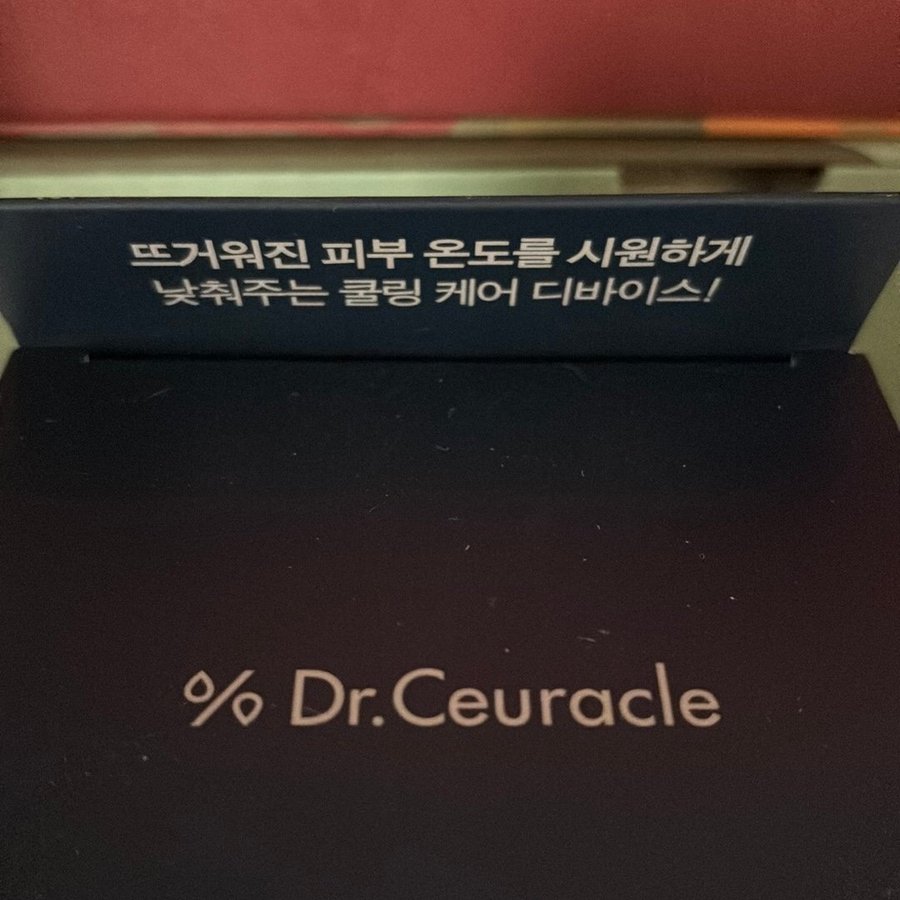 뜨거워진 피부 온도를 시원하게
낮춰주는 쿨링 케어 디바이스!
% Dr.Ceuracle